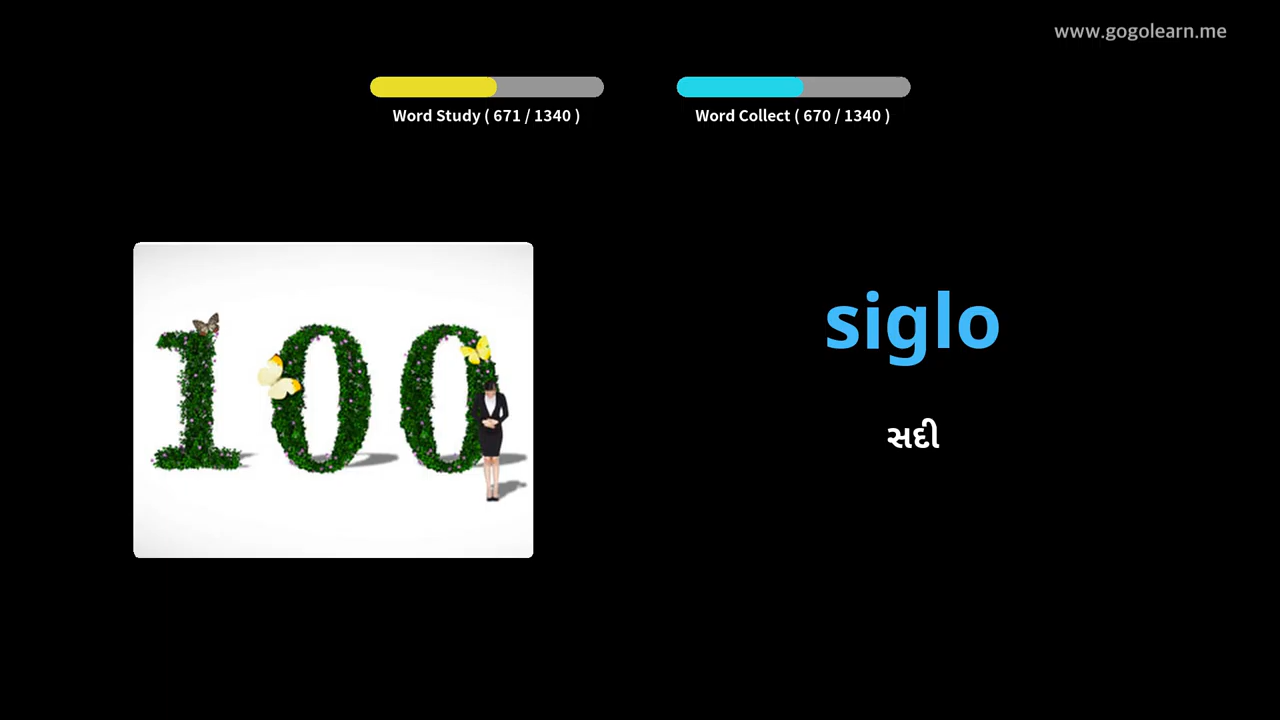 www.gogolearn.me
Word Study ( 671 / 1340 )
Word Collect ( 670 / 1340 )
100
siglo
સદી